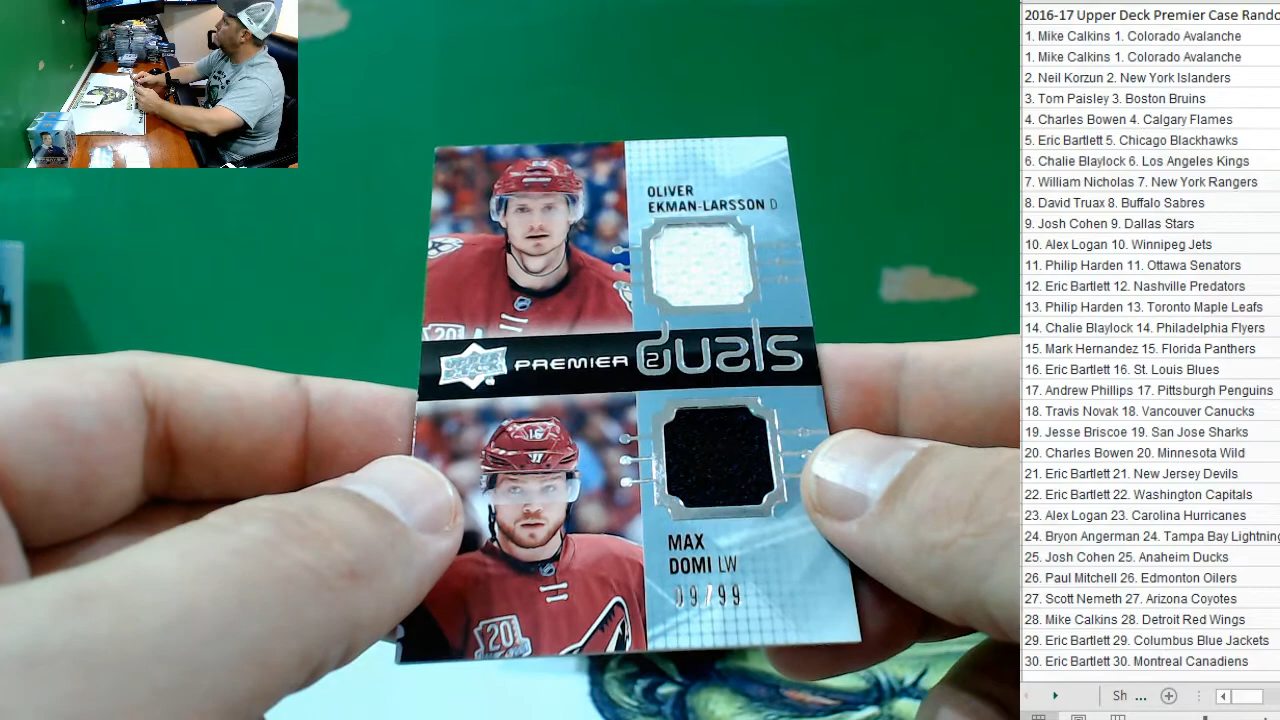 OLIVER
EKMAN-LARSSON D
PREMIER 2 duals
MAX
DOMI LW
09/99
16
20
20
2016-17 Upper Deck Premier Case Rando
1. Mike Calkins 1. Colorado Avalanche
1. Mike Calkins 1. Colorado Avalanche
2. Neil Korzun 2. New York Islanders
3. Tom Paisley 3. Boston Bruins
4. Charles Bowen 4. Calgary Flames
5. Eric Bartlett 5. Chicago Blackhawks
6. Chalie Blaylock 6. Los Angeles Kings
7. William Nicholas 7. New York Rangers
8. David Truax 8. Buffalo Sabres
9. Josh Cohen 9. Dallas Stars
10. Alex Logan 10. Winnipeg Jets
11. Philip Harden 11. Ottawa Senators
12. Eric Bartlett 12. Nashville Predators
13. Philip Harden 13. Toronto Maple Leafs
14. Chalie Blaylock 14. Philadelphia Flyers
15. Mark Hernandez 15. Florida Panthers
16. Eric Bartlett 16. St. Louis Blues
17. Andrew Phillips 17. Pittsburgh Penguins
18. Travis Novak 18. Vancouver Canucks
19. Jesse Briscoe 19. San Jose Sharks
20. Charles Bowen 20. Minnesota Wild
21. Eric Bartlett 21. New Jersey Devils
22. Eric Bartlett 22. Washington Capitals
23. Alex Logan 23. Carolina Hurricanes
24. Bryon Angerman 24. Tampa Bay Lightning
25. Josh Cohen 25. Anaheim Ducks
26. Paul Mitchell 26. Edmonton Oilers
27. Scott Nemeth 27. Arizona Coyotes
28. Mike Calkins 28. Detroit Red Wings
29. Eric Bartlett 29. Columbus Blue Jackets
30. Eric Bartlett 30. Montreal Canadiens
Sh ...